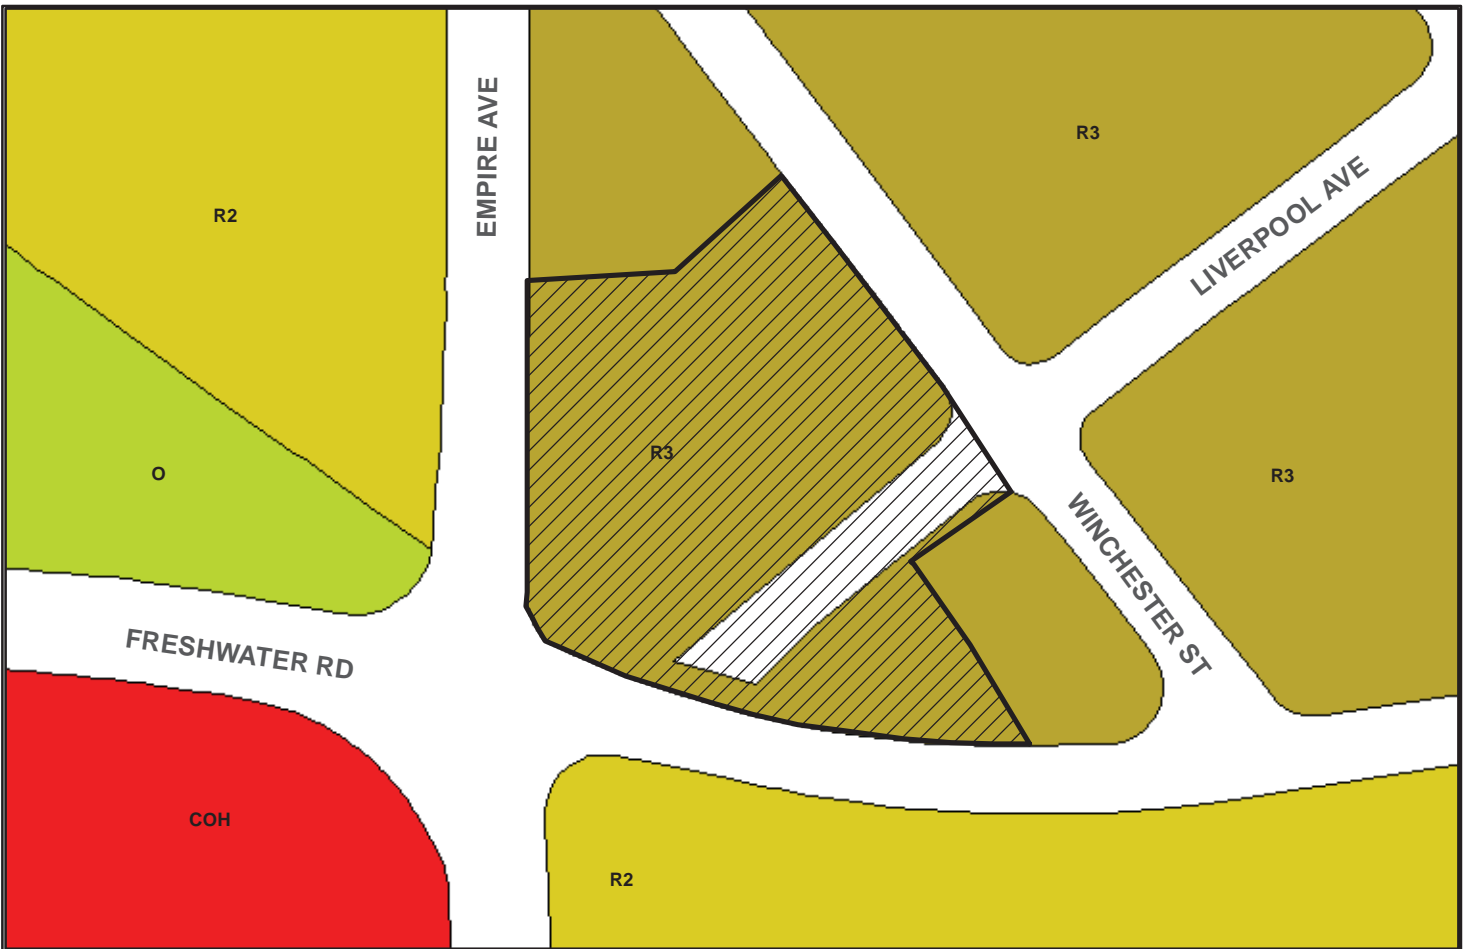 EMPIRE AVE
R3
LIVERPOOL AVE
R2
R3
O
R3
WINCHESTER ST
FRESHWATER RD
COH
R2